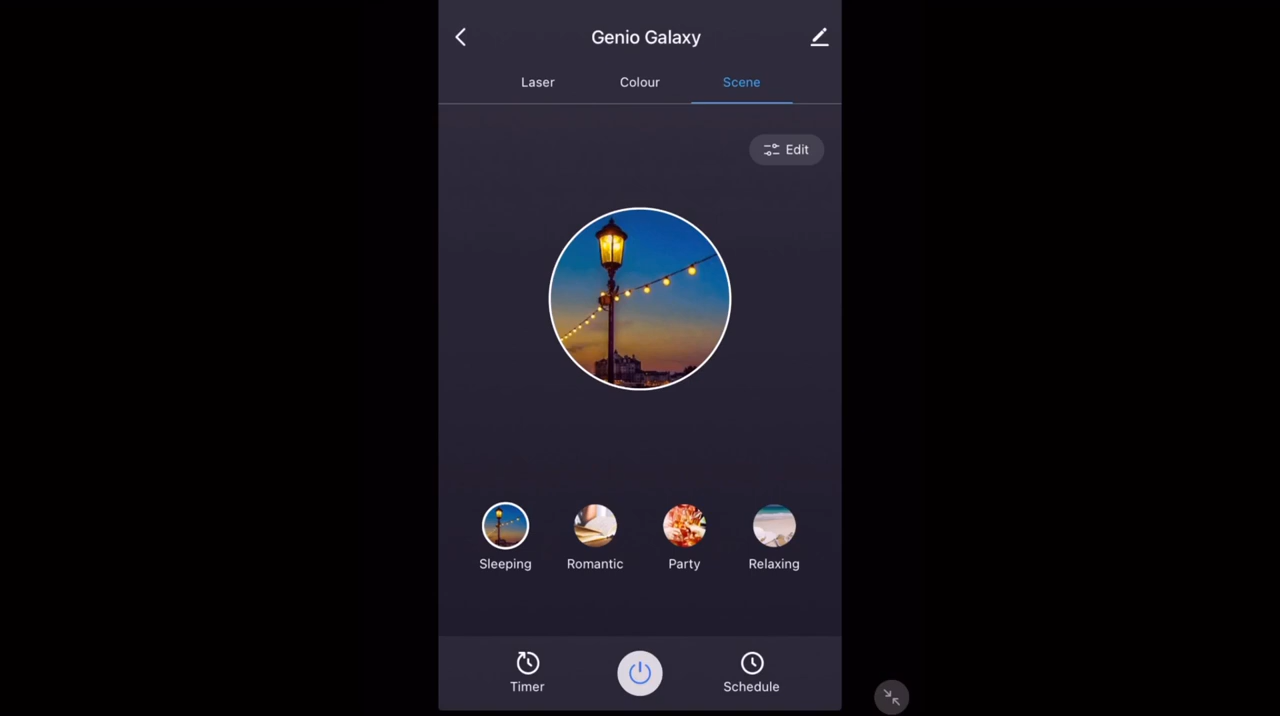 Genio Galaxy
Laser Colour Scene
Edit
Sleeping Romantic Party Relaxing
Timer Schedule